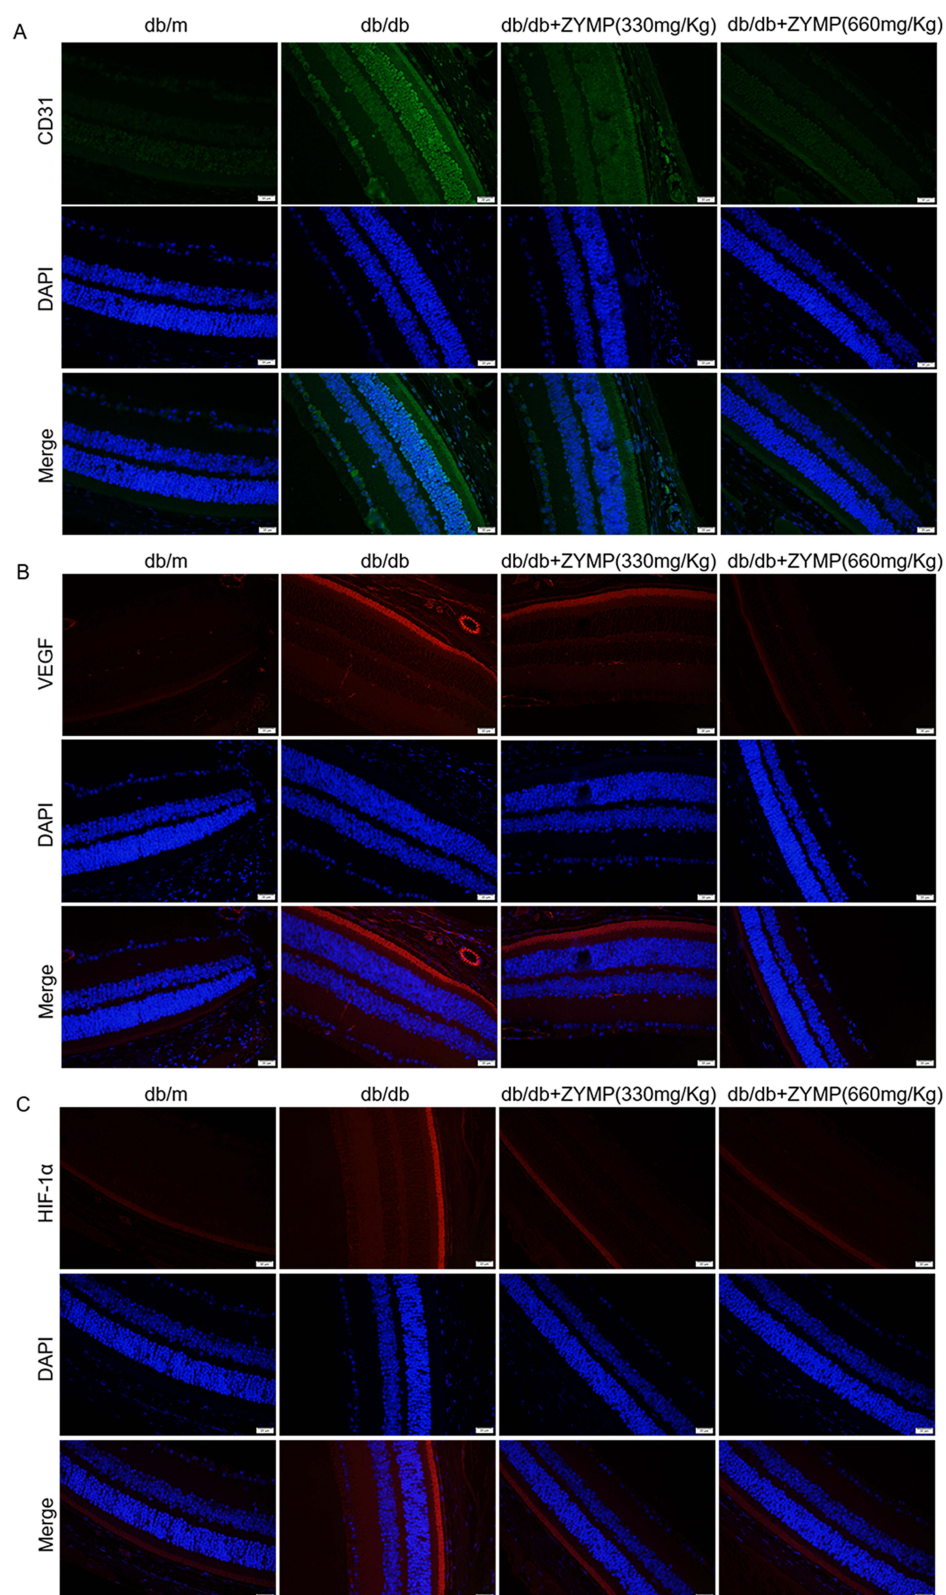 A
db/m db/db db/db+ZYMP(330mg/Kg) db/db+ZYMP(660mg/Kg)
CD31
DAPI
Merge
B
db/m db/db db/db+ZYMP(330mg/Kg) db/db+ZYMP(660mg/Kg)
VEGF
DAPI
Merge
C
db/m db/db db/db+ZYMP(330mg/Kg) db/db+ZYMP(660mg/Kg)
HIF-1α
DAPI
Merge